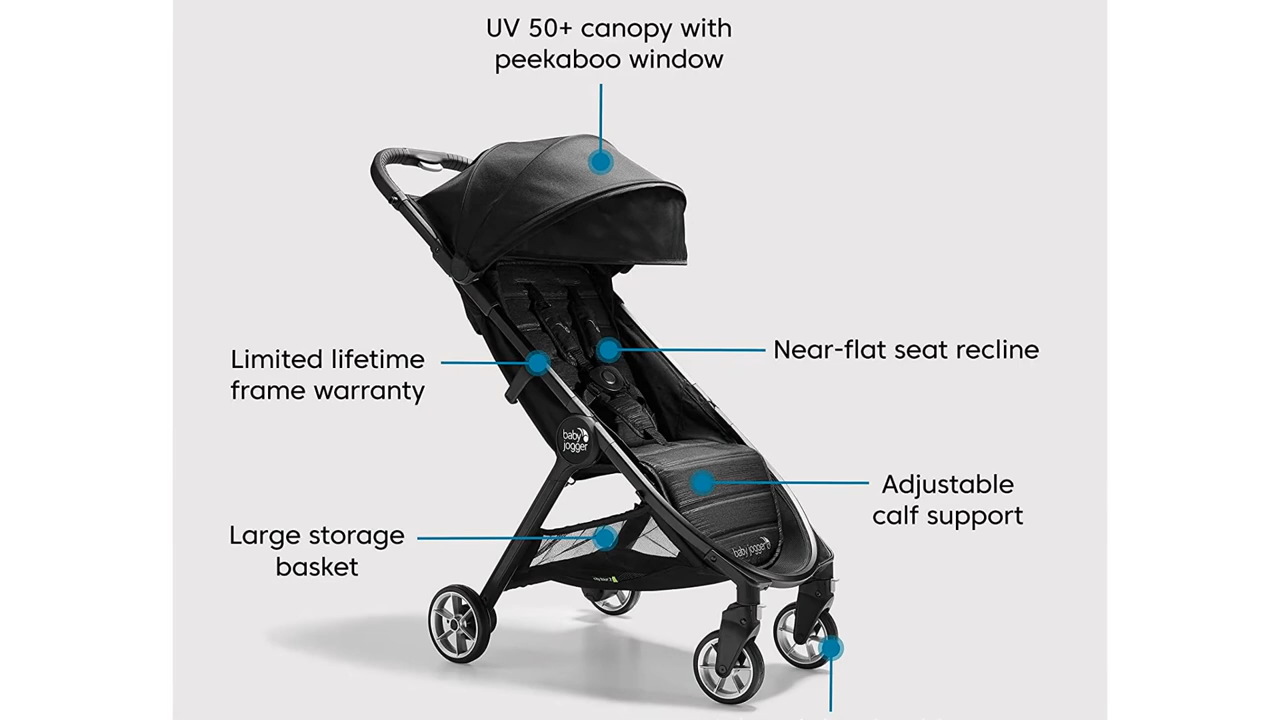 UV 50+ canopy with
peekaboo window
Limited lifetime
frame warranty
Near-flat seat recline
baby
jogger
Adjustable
calf support
Large storage
basket
baby jogger